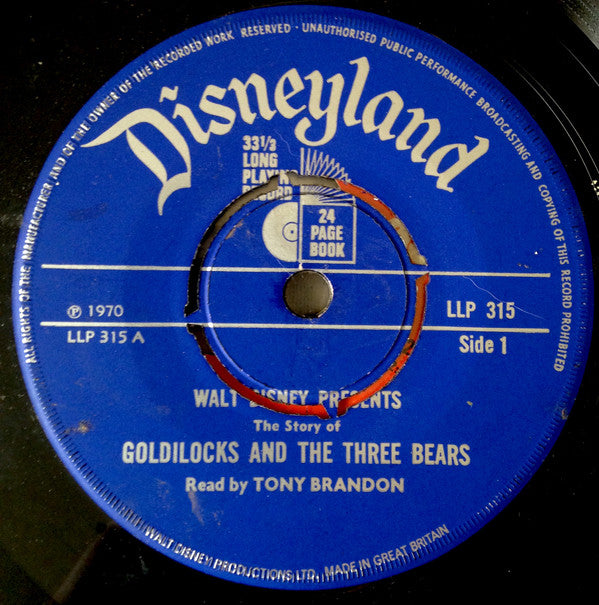 ALL RIGHTS OF THE MANUFACTURER AND OF THE OWNER OF THE RECORDED WORK RESERVED · UNAUTHORISED PUBLIC PERFORMANCE BROADCASTING AND COPYING OF THIS RECORD PROHIBITED
Disneyland
33 1/3
LONG
PLAYING
RECORD
24
PAGE
BOOK
℗ 1970
LLP 315 A
LLP 315
Side 1
WALT DISNEY PRESENTS
The Story of
GOLDILOCKS AND THE THREE BEARS
Read by TONY BRANDON
WALT DISNEY PRODUCTIONS LTD. MADE IN GREAT BRITAIN